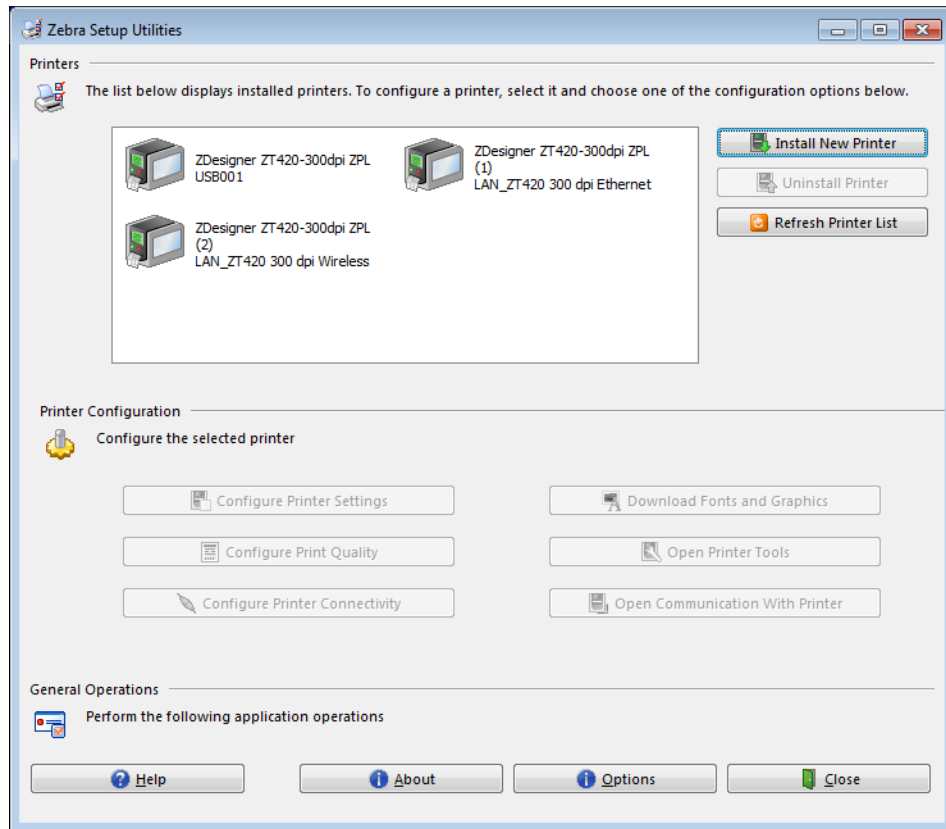 Zebra Setup Utilities
Printers
The list below displays installed printers. To configure a printer, select it and choose one of the configuration options below.
ZDesigner ZT420-300dpi ZPL
USB001
ZDesigner ZT420-300dpi ZPL
(1)
LAN_ZT420 300 dpi Ethernet
ZDesigner ZT420-300dpi ZPL
(2)
LAN_ZT420 300 dpi Wireless
Install New Printer
Uninstall Printer
Refresh Printer List
Printer Configuration
Configure the selected printer
Configure Printer Settings
Download Fonts and Graphics
Configure Print Quality
Open Printer Tools
Configure Printer Connectivity
Open Communication With Printer
General Operations
Perform the following application operations
Help
About
Options
Close